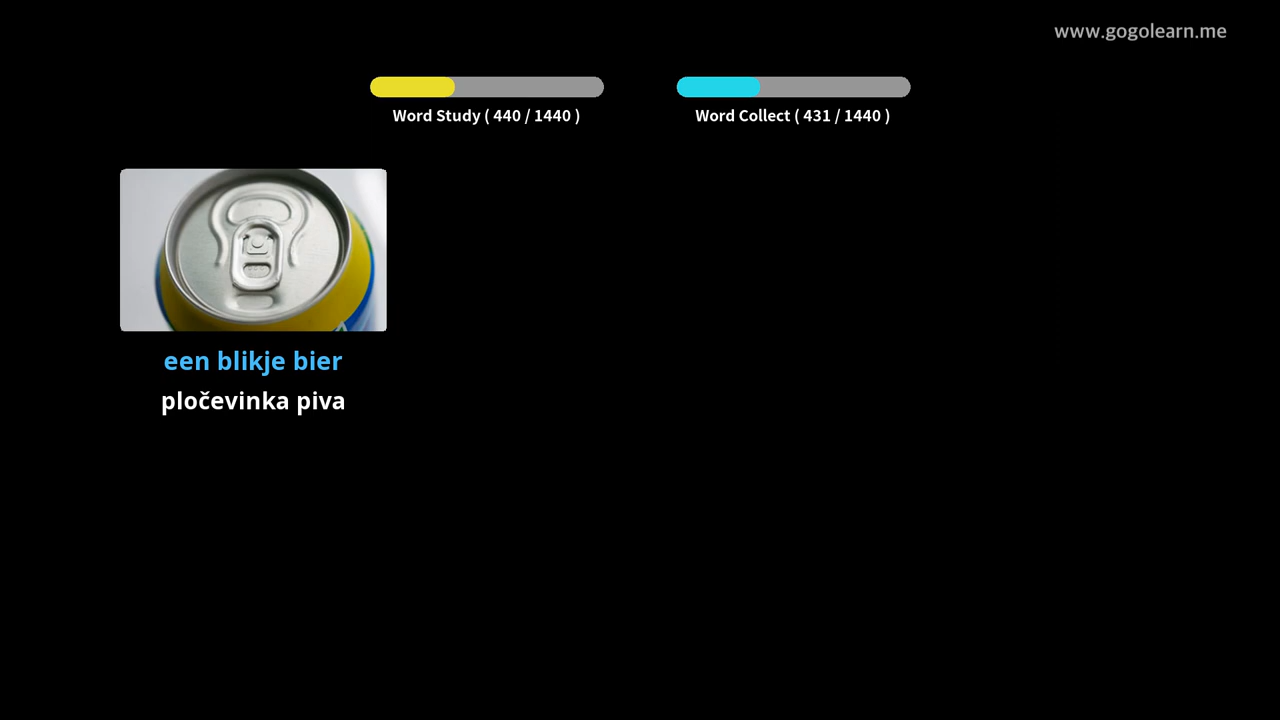 www.gogolearn.me
Word Study ( 440 / 1440 )
Word Collect ( 431 / 1440 )
een blikje bier
pločevinka piva